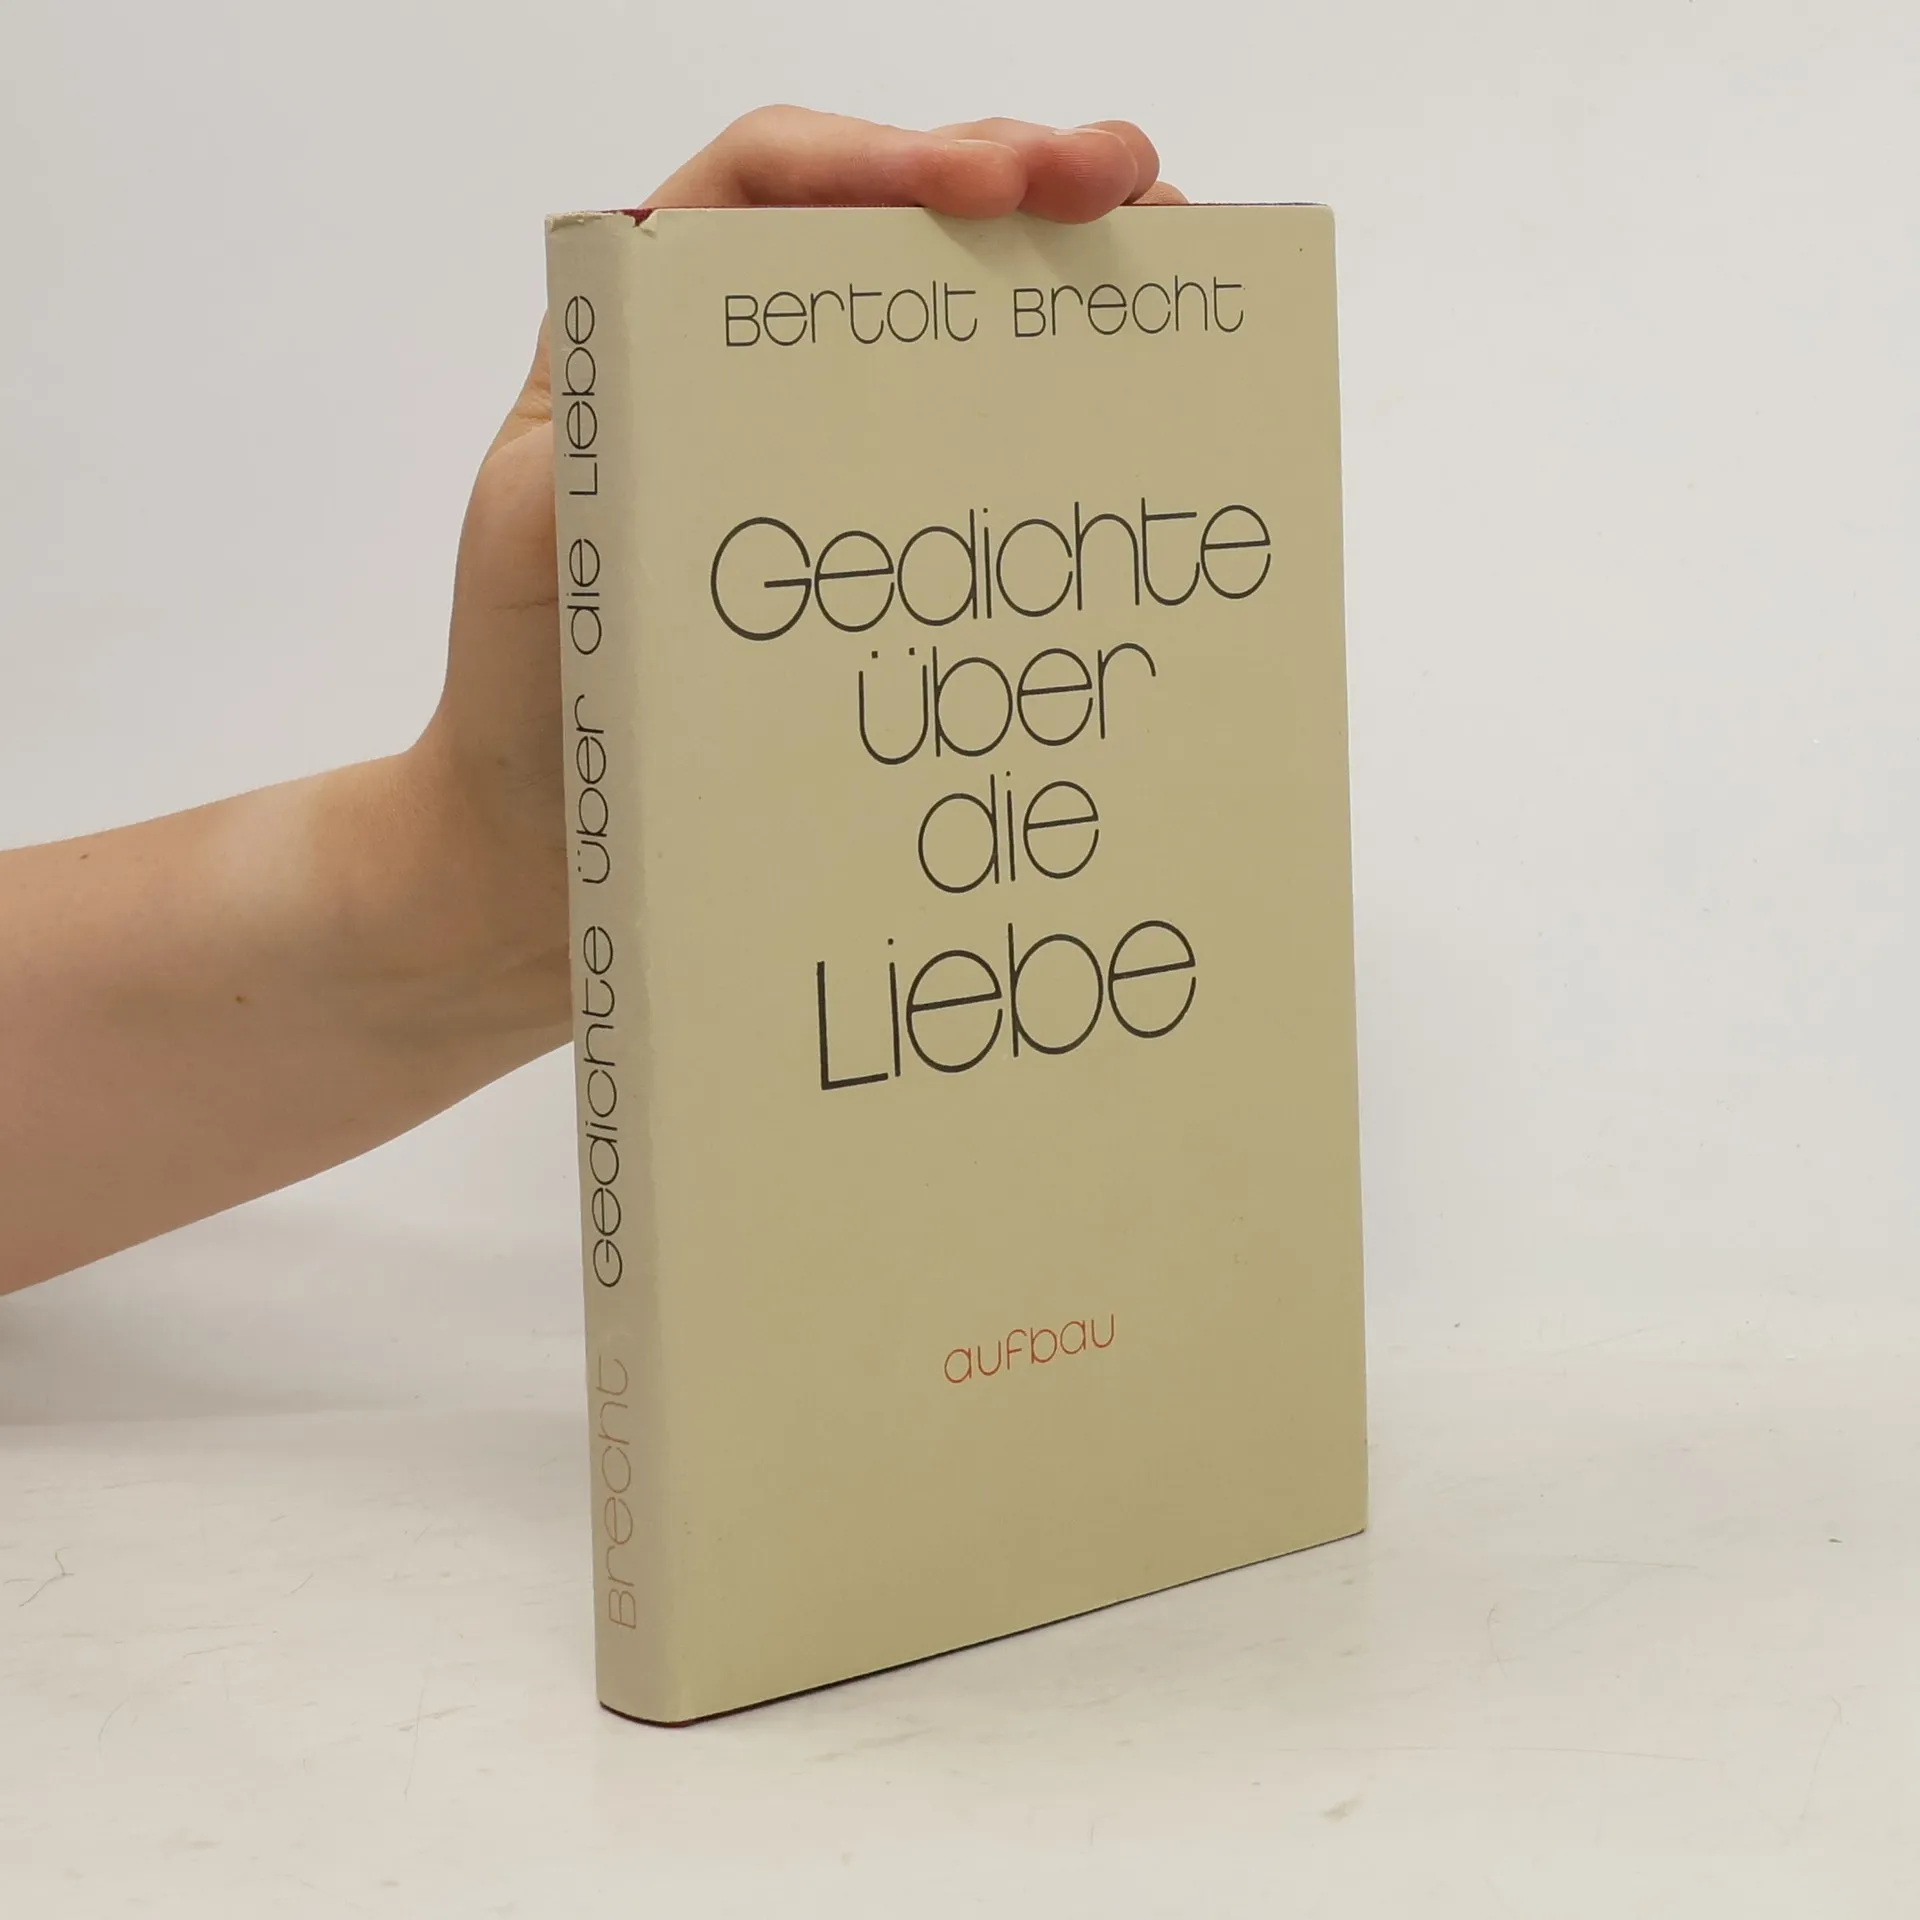 Bertolt Brecht
Gedichte
über
die
Liebe
aufbau
Brecht Gedichte über die Liebe